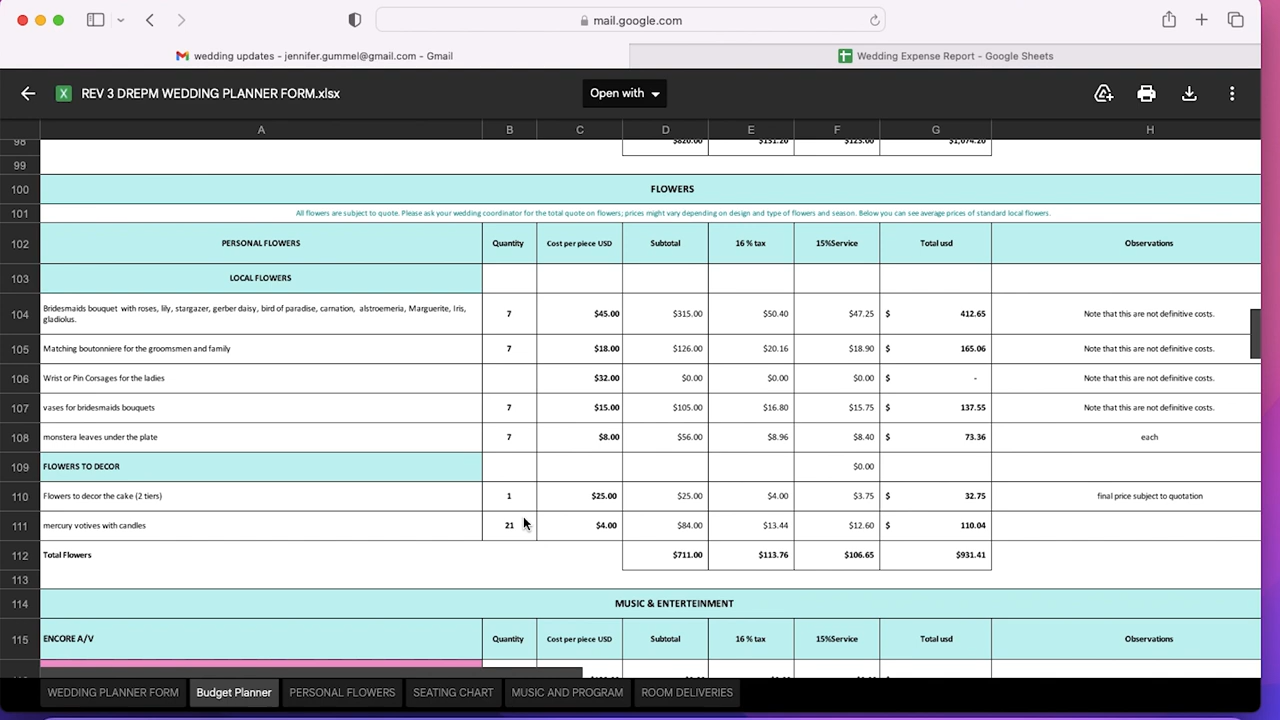 mail.google.com
wedding updates - jennifer.gummel@gmail.com - Gmail
Wedding Expense Report - Google Sheets
X REV 3 DREPM WEDDING PLANNER FORM.xlsx
Open with
A B C D E F G H
98 $820.00 $131.20 $123.00 $1,074.20
99
100 FLOWERS
101 All flowers are subject to quote. Please ask your wedding coordinator for the total quote on flowers; prices might vary depending on design and type of flowers and season. Below you can see average prices of standard local flowers.
102 PERSONAL FLOWERS Quantity Cost per piece USD Subtotal 16 % tax 15%Service Total usd Observations
103 LOCAL FLOWERS
104 Bridesmaids bouquet with roses, lily, stargazer, gerber daisy, bird of paradise, carnation, alstroemeria, Marguerite, Iris,
gladiolus. 7 $45.00 $315.00 $50.40 $47.25 $ 412.65 Note that this are not definitive costs.
105 Matching boutonniere for the groomsmen and family 7 $18.00 $126.00 $20.16 $18.90 $ 165.06 Note that this are not definitive costs.
106 Wrist or Pin Corsages for the ladies $32.00 $0.00 $0.00 $0.00 $ - Note that this are not definitive costs.
107 vases for bridesmaids bouquets 7 $15.00 $105.00 $16.80 $15.75 $ 137.55 Note that this are not definitive costs.
108 monstera leaves under the plate 7 $8.00 $56.00 $8.96 $8.40 $ 73.36 each
109 FLOWERS TO DECOR $0.00
110 Flowers to decor the cake (2 tiers) 1 $25.00 $25.00 $4.00 $3.75 $ 32.75 final price subject to quotation
111 mercury votives with candles 21 $4.00 $84.00 $13.44 $12.60 $ 110.04
112 Total Flowers $711.00 $113.76 $106.65 $931.41
113
114 MUSIC & ENTERTEINMENT
115 ENCORE A/V Quantity Cost per piece USD Subtotal 16 % tax 15%Service Total usd Observations
WEDDING PLANNER FORM Budget Planner PERSONAL FLOWERS SEATING CHART MUSIC AND PROGRAM ROOM DELIVERIES